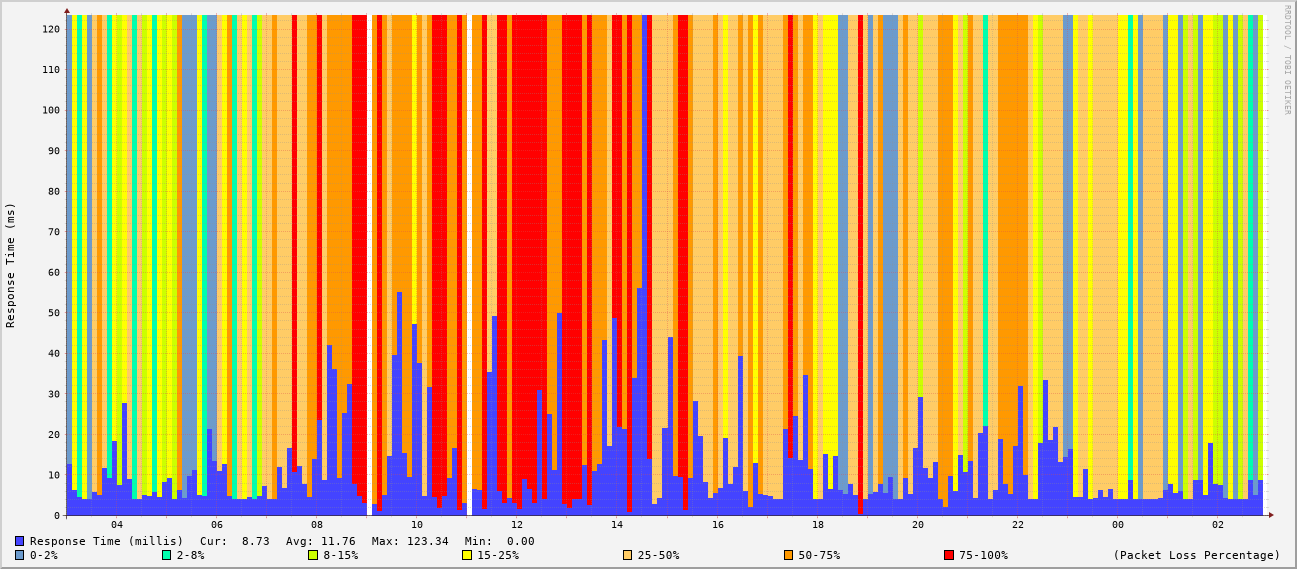 RRDTOOL / TOBI OETIKER
Response Time (ms)
120
110
100
90
80
70
60
50
40
30
20
10
0
04 06 08 10 12 14 16 18 20 22 00 02
Response Time (millis) Cur: 8.73 Avg: 11.76 Max: 123.34 Min: 0.00
0-2% 2-8% 8-15% 15-25% 25-50% 50-75% 75-100% (Packet Loss Percentage)